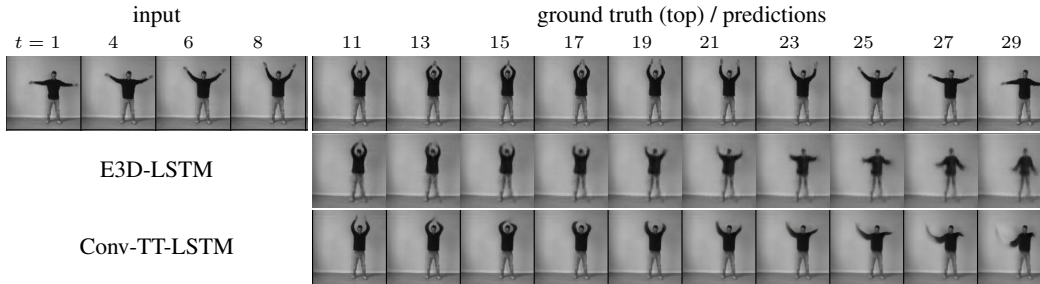 input ground truth (top) / predictions
t = 1 4 6 8 11 13 15 17 19 21 23 25 27 29
E3D-LSTM
Conv-TT-LSTM